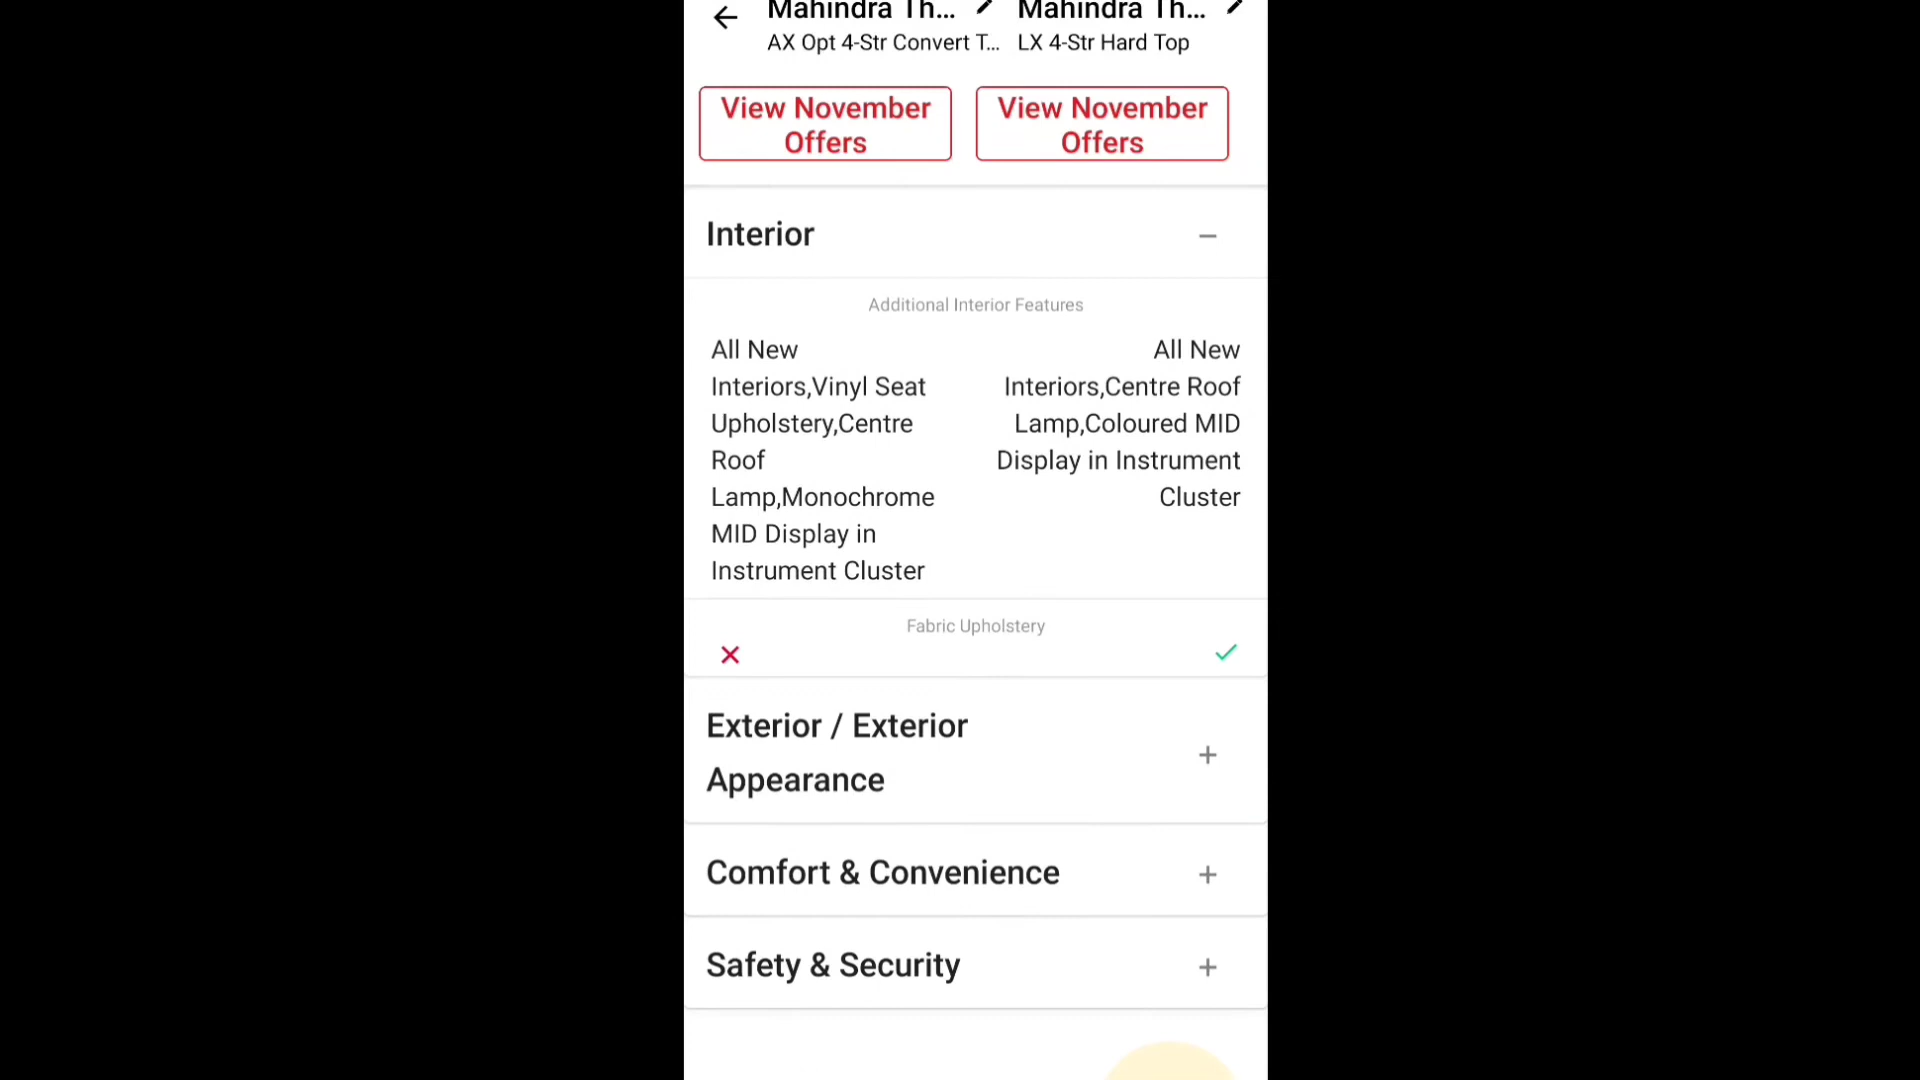 Mahindra Th... Mahindra Th...
AX Opt 4-Str Convert T... LX 4-Str Hard Top
View November
Offers
View November
Offers
Interior
Additional Interior Features
All New
Interiors,Vinyl Seat
Upholstery,Centre
Roof
Lamp,Monochrome
MID Display in
Instrument Cluster
All New
Interiors,Centre Roof
Lamp,Coloured MID
Display in Instrument
Cluster
Fabric Upholstery
Exterior / Exterior
Appearance
Comfort & Convenience
Safety & Security